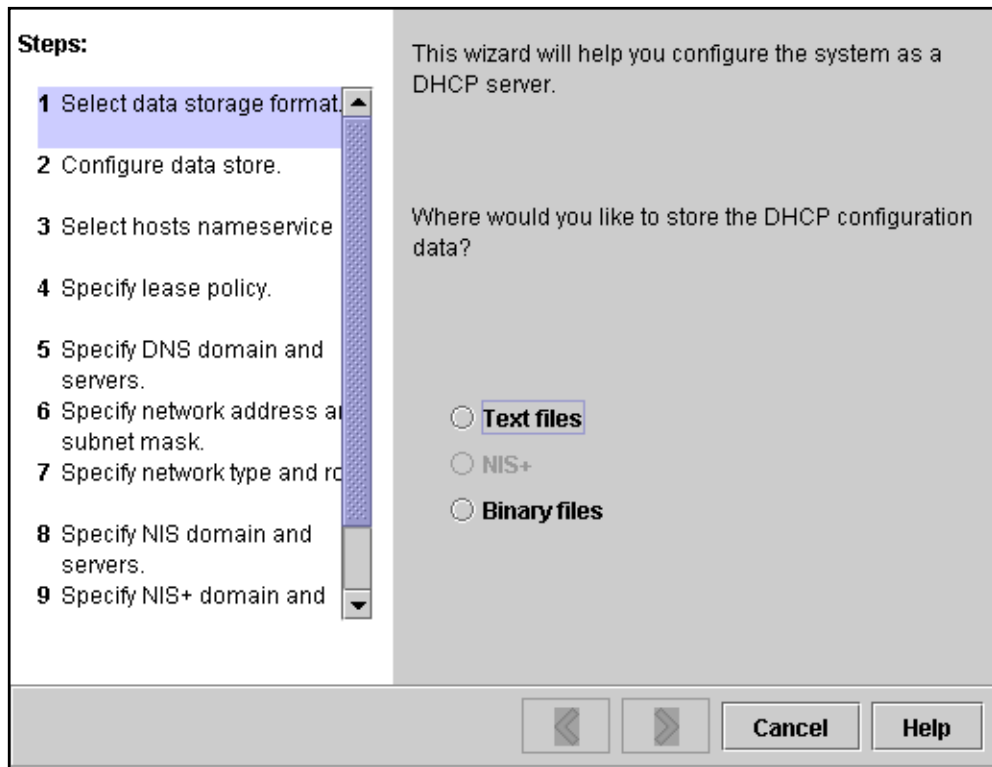 Steps:
1 Select data storage format.
2 Configure data store.
3 Select hosts nameservice
4 Specify lease policy.
5 Specify DNS domain and
servers.
6 Specify network address a
subnet mask.
7 Specify network type and ro
8 Specify NIS domain and
servers.
9 Specify NIS+ domain and
This wizard will help you configure the system as a
DHCP server.
Where would you like to store the DHCP configuration
data?
Text files
NIS+
Binary files
Cancel
Help